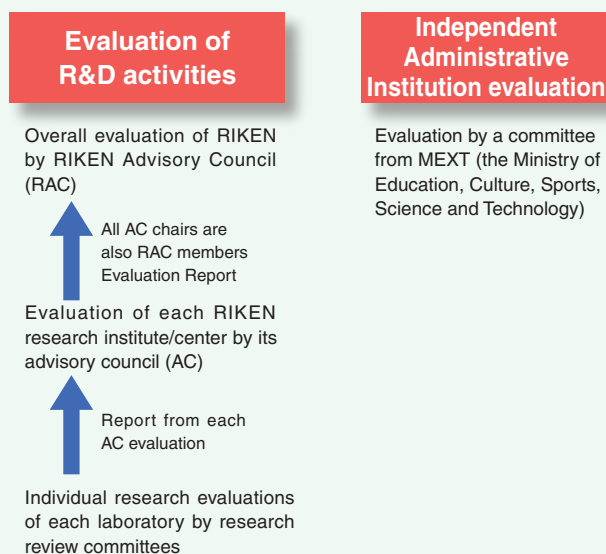 Evaluation of
R&D activities
Overall evaluation of RIKEN
by RIKEN Advisory Council
(RAC)
All AC chairs are
also RAC members
Evaluation Report
Evaluation of each RIKEN
research institute/center by its
advisory council (AC)
Report from each
AC evaluation
Individual research evaluations
of each laboratory by research
review committees
Independent
Administrative
Institution evaluation
Evaluation by a committee
from MEXT (the Ministry of
Education, Culture, Sports,
Science and Technology)